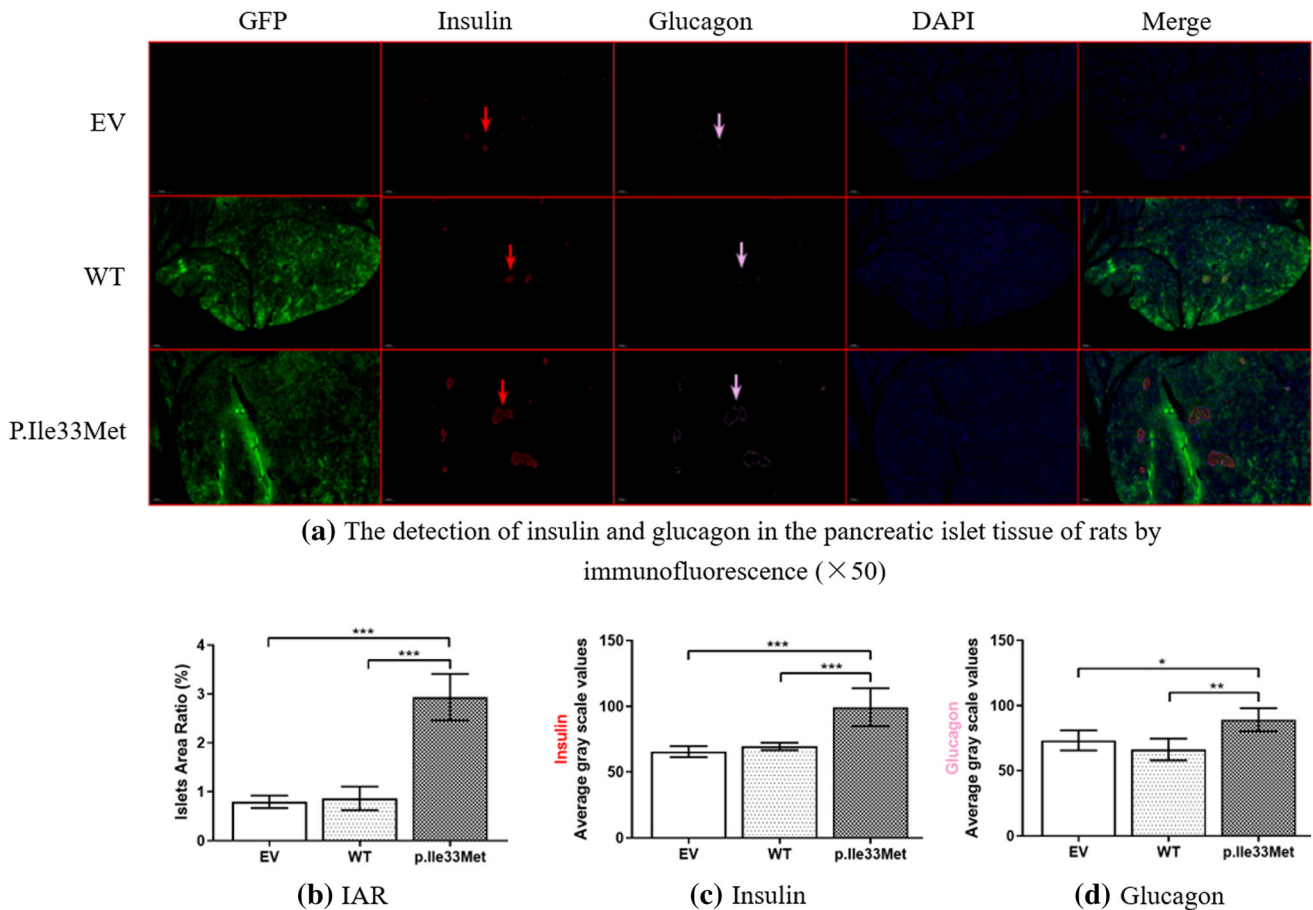 GFP Insulin Glucagon DAPI Merge
EV
WT
P.Ile33Met
(a) The detection of insulin and glucagon in the pancreatic islet tissue of rats by
immunofluorescence (×50)
Islets Area Ratio (%)
4
3
2
1
0
***
***
EV WT p.Ile33Met
(b) IAR
Insulin
Average gray scale values
150
100
50
0
***
***
EV WT p.Ile33Met
(c) Insulin
Glucagon
Average gray scale values
150
100
50
0
*
**
EV WT p.Ile33Met
(d) Glucagon